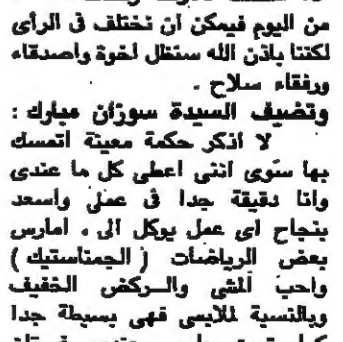 من اليوم فيمكن ان نختلف فى الرأى
لكننا باذن الله سنظل اخوة واصدقاء
ورفقاء سلاح .
وتضيف السيدة سوزان مبارك :
لا اذكر حكمة معينة اتمسك
بها سوى اننى اعطى كل ما عندى
وانا دقيقة جدا فى عملى واسعد
بنجاح اى عمل يوكل الى . امارس
بعض الرياضات ( الجمناستيك )
واحب المشى والركض الخفيف
وبالنسبة لملابسى فهى بسيطة جدا